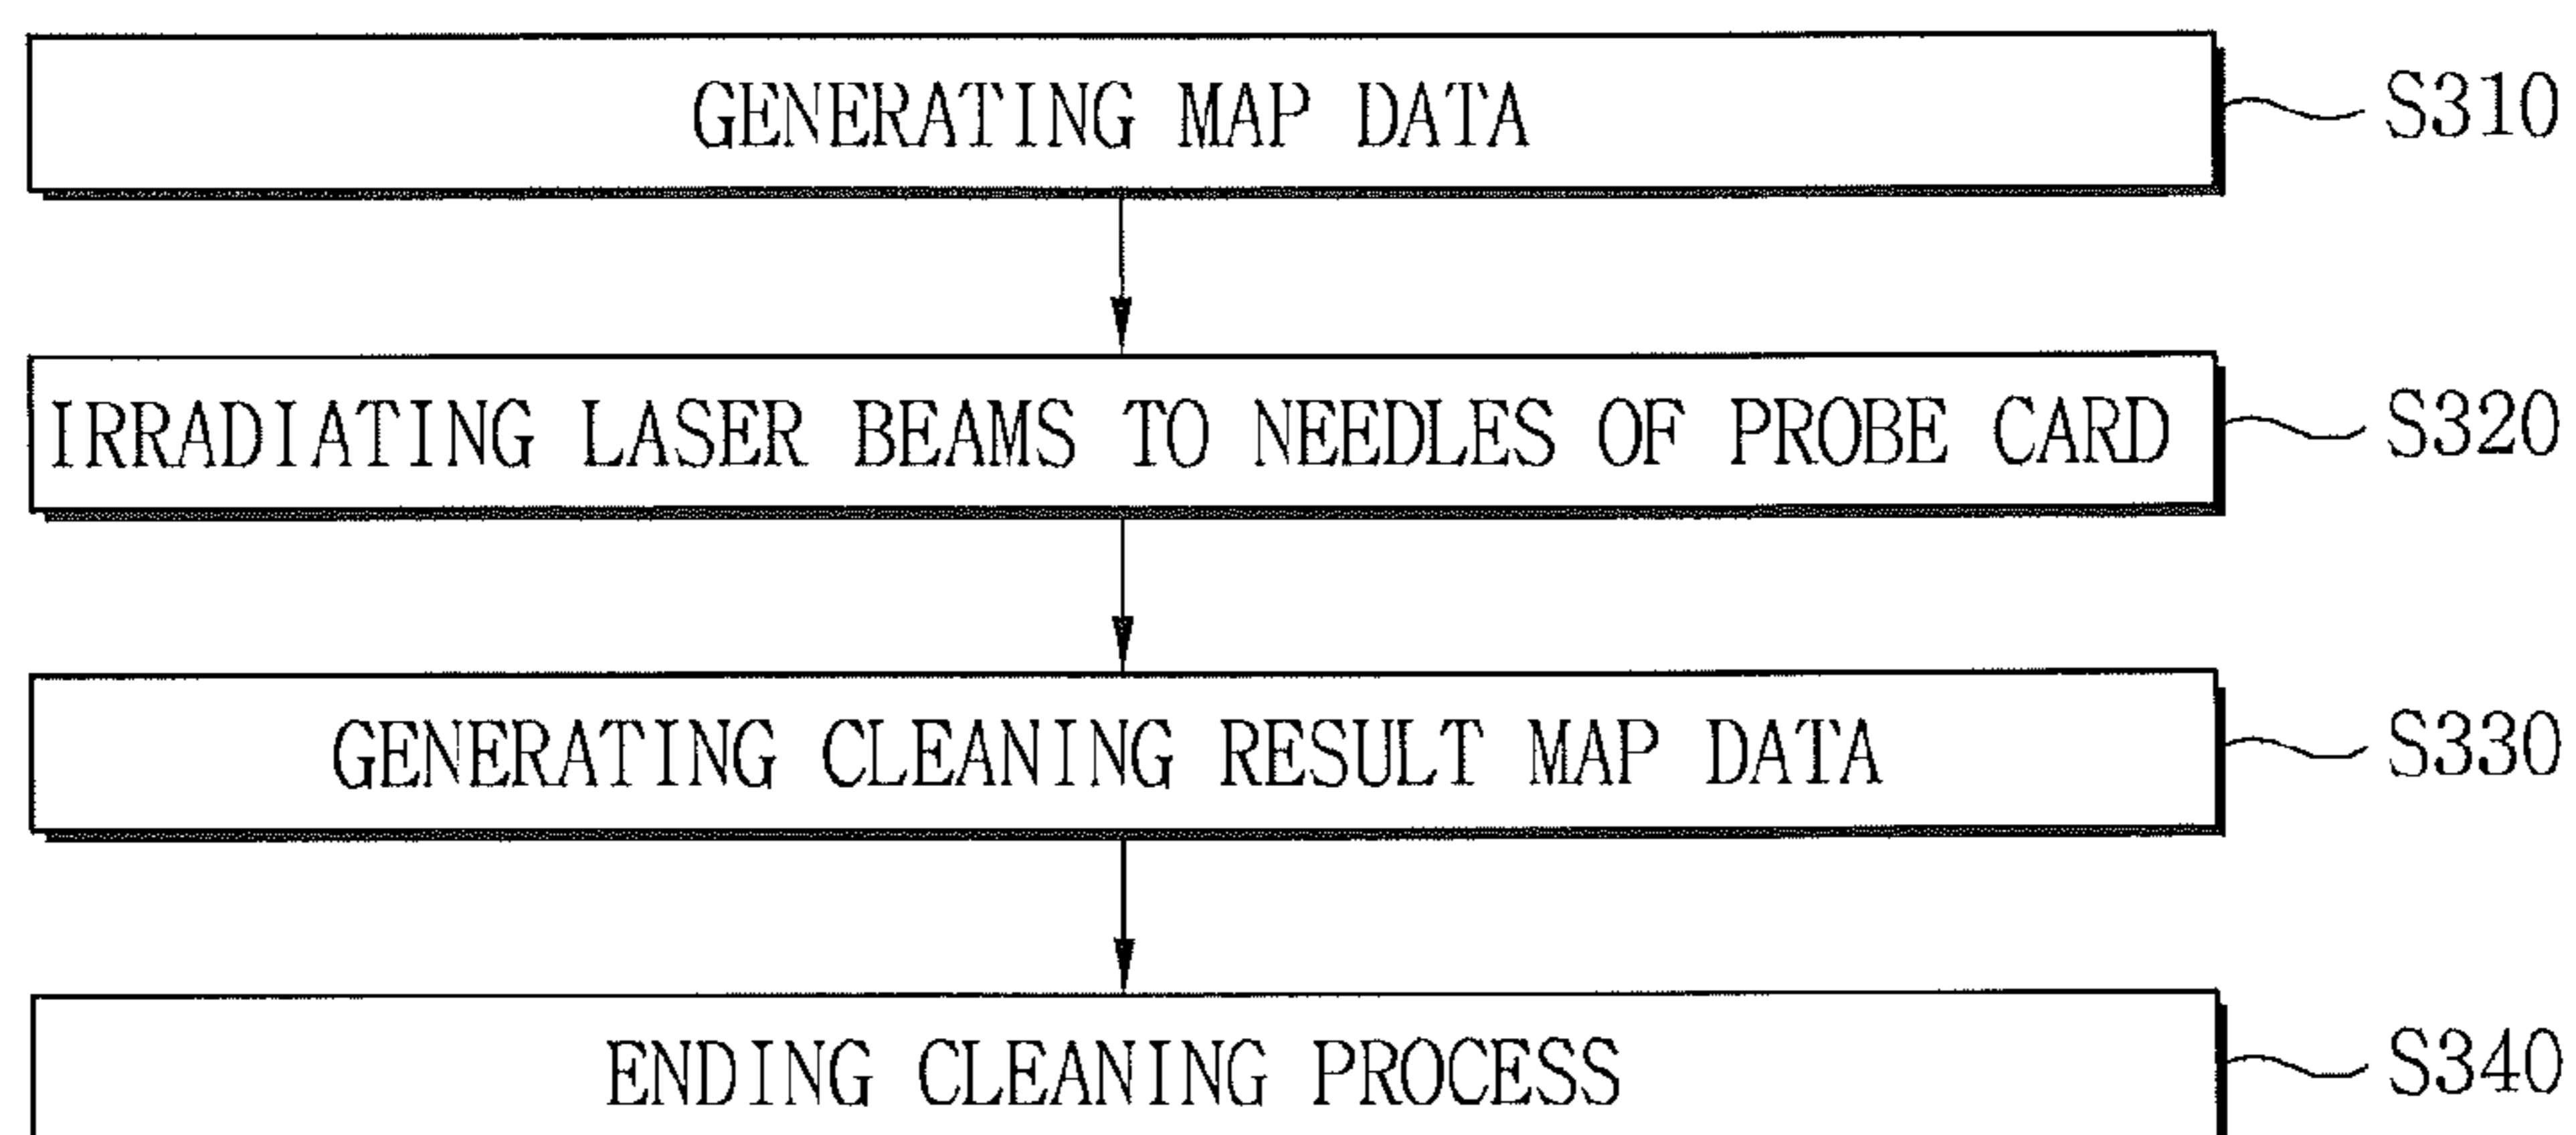 GENERATING MAP DATA S310
IRRADIATING LASER BEAMS TO NEEDLES OF PROBE CARD S320
GENERATING CLEANING RESULT MAP DATA S330
ENDING CLEANING PROCESS S340